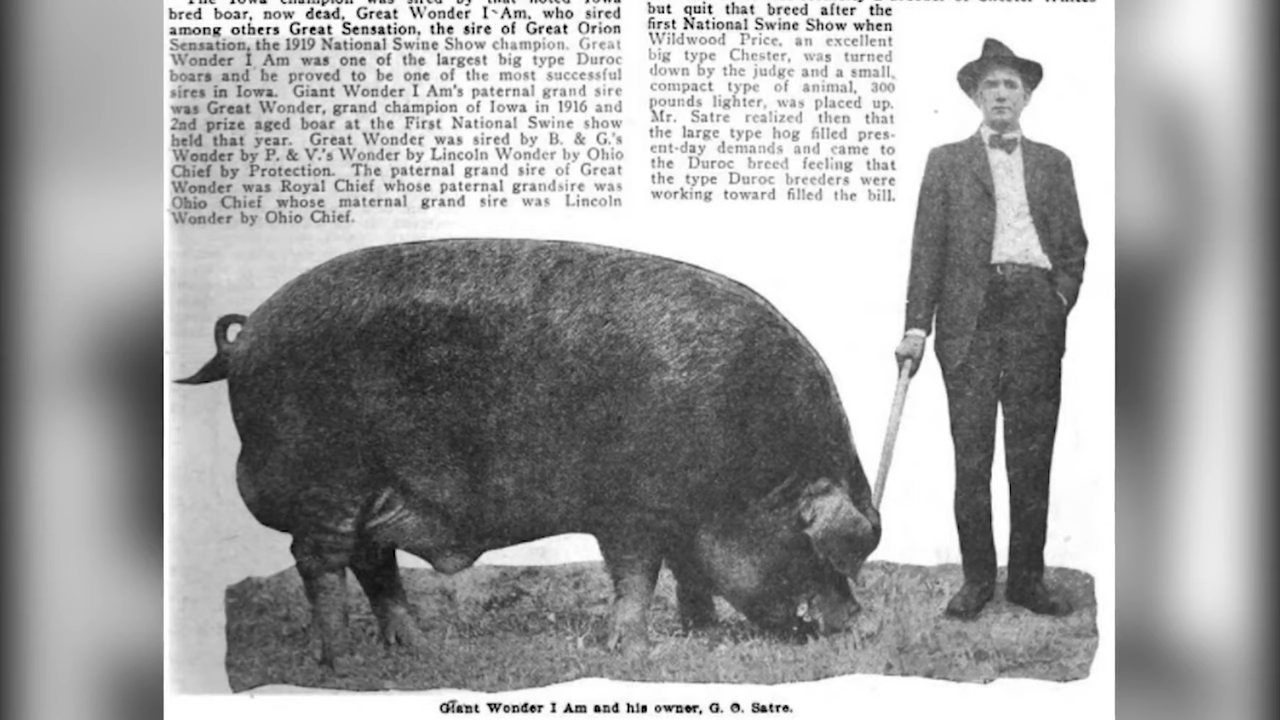 The Iowa champion was sired by that noted Iowa
bred boar, now dead, Great Wonder I Am, who sired
among others Great Sensation, the sire of Great Orion
Sensation, the 1919 National Swine Show champion. Great
Wonder I Am was one of the largest big type Duroc
boars and he proved to be one of the most successful
sires in Iowa. Giant Wonder I Am's paternal grand sire
was Great Wonder, grand champion of Iowa in 1916 and
2nd prize aged boar at the First National Swine show
held that year. Great Wonder was sired by B. & G.'s
Wonder by P. & V.'s Wonder by Lincoln Wonder by Ohio
Chief by Protection. The paternal grand sire of Great
Wonder was Royal Chief whose paternal grandsire was
Ohio Chief whose maternal grand sire was Lincoln
Wonder by Ohio Chief.
but quit that breed after the
first National Swine Show when
Wildwood Price, an excellent
big type Chester, was turned
down by the judge and a small,
compact type of animal, 300
pounds lighter, was placed up.
Mr. Satre realized then that
the large type hog filled pres-
ent-day demands and came to
the Duroc breed feeling that
the type Duroc breeders were
working toward filled the bill.
Giant Wonder I Am and his owner, G. O. Satre.